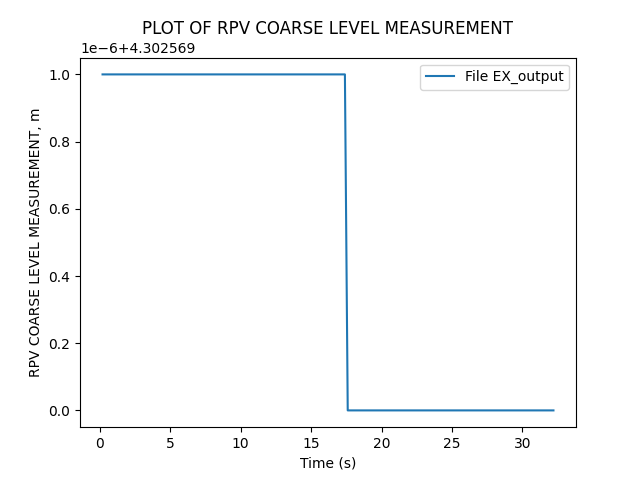 PLOT OF RPV COARSE LEVEL MEASUREMENT
1e−6+4.302569
File EX_output
RPV COARSE LEVEL MEASUREMENT, m
1.0
0.8
0.6
0.4
0.2
0.0
0 5 10 15 20 25 30
Time (s)